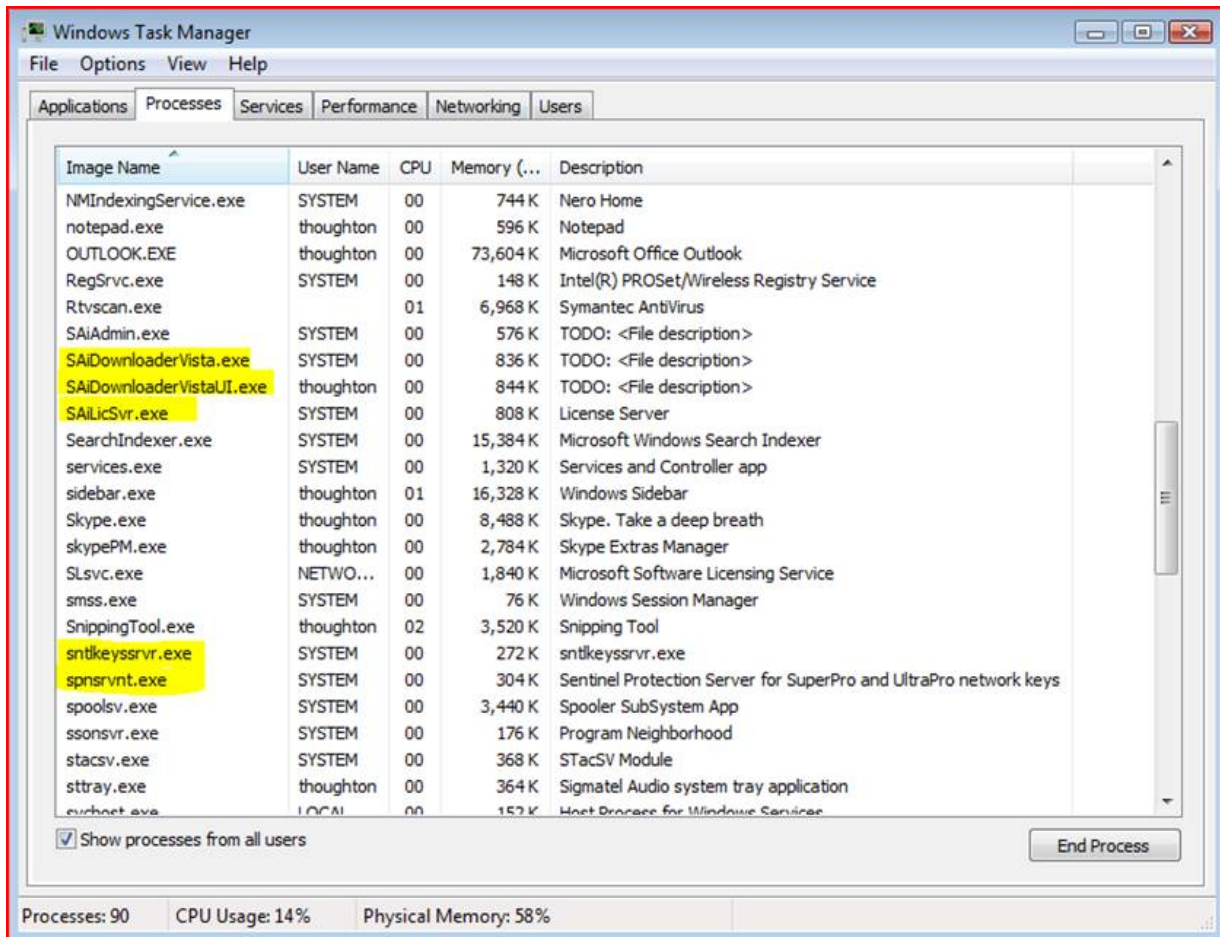 Windows Task Manager
File Options View Help
Applications Processes Services Performance Networking Users
Image Name User Name CPU Memory (... Description
NMIndexingService.exe SYSTEM 00 744 K Nero Home
notepad.exe thoughton 00 596 K Notepad
OUTLOOK.EXE thoughton 00 73,604 K Microsoft Office Outlook
RegSrvc.exe SYSTEM 00 148 K Intel(R) PROSet/Wireless Registry Service
Rtvscan.exe 01 6,968 K Symantec AntiVirus
SAiAdmin.exe SYSTEM 00 576 K TODO: <File description>
SAiDownloaderVista.exe SYSTEM 00 836 K TODO: <File description>
SAiDownloaderVistaUI.exe thoughton 00 844 K TODO: <File description>
SAiLicSvr.exe SYSTEM 00 808 K License Server
SearchIndexer.exe SYSTEM 00 15,384 K Microsoft Windows Search Indexer
services.exe SYSTEM 00 1,320 K Services and Controller app
sidebar.exe thoughton 01 16,328 K Windows Sidebar
Skype.exe thoughton 00 8,488 K Skype. Take a deep breath
skypePM.exe thoughton 00 2,784 K Skype Extras Manager
SLsvc.exe NETWO... 00 1,840 K Microsoft Software Licensing Service
smss.exe SYSTEM 00 76 K Windows Session Manager
SnippingTool.exe thoughton 02 3,520 K Snipping Tool
sntlkeyssrvr.exe SYSTEM 00 272 K sntlkeyssrvr.exe
spnsrvnt.exe SYSTEM 00 304 K Sentinel Protection Server for SuperPro and UltraPro network keys
spoolsv.exe SYSTEM 00 3,440 K Spooler SubSystem App
ssonsvr.exe SYSTEM 00 176 K Program Neighborhood
stacsv.exe SYSTEM 00 368 K STacSV Module
sttray.exe thoughton 00 364 K Sigmatel Audio system tray application
svchost.exe LOCAL 00 152 K Host Process for Windows Services
Show processes from all users
End Process
Processes: 90 CPU Usage: 14% Physical Memory: 58%